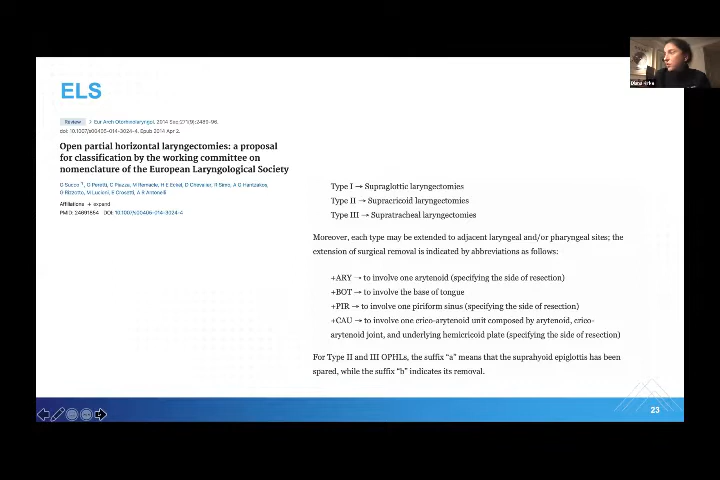 ELS
Review > Eur Arch Otorhinolaryngol. 2014 Sep;271(9):2489-96.
doi: 10.1007/s00405-014-3024-4. Epub 2014 Apr 2.
Open partial horizontal laryngectomies: a proposal
for classification by the working committee on
nomenclature of the European Laryngological Society
G Succo 1, G Peretti, C Piazza, M Remacle, H E Eckel, D Chevalier, R Simo, A G Hantzakos,
G Rizzotto, M Lucioni, E Crosetti, A R Antonelli
Affiliations + expand
PMID: 24691854 DOI: 10.1007/s00405-014-3024-4
Type I → Supraglottic laryngectomies
Type II → Supracricoid laryngectomies
Type III → Supratracheal laryngectomies
Moreover, each type may be extended to adjacent laryngeal and/or pharyngeal sites; the
extension of surgical removal is indicated by abbreviations as follows:
+ARY → to involve one arytenoid (specifying the side of resection)
+BOT → to involve the base of tongue
+PIR → to involve one piriform sinus (specifying the side of resection)
+CAU → to involve one crico-arytenoid unit composed by arytenoid, crico-
arytenoid joint, and underlying hemicricoid plate (specifying the side of resection)
For Type II and III OPHLs, the suffix “a” means that the suprahyoid epiglottis has been
spared, while the suffix “b” indicates its removal.
23